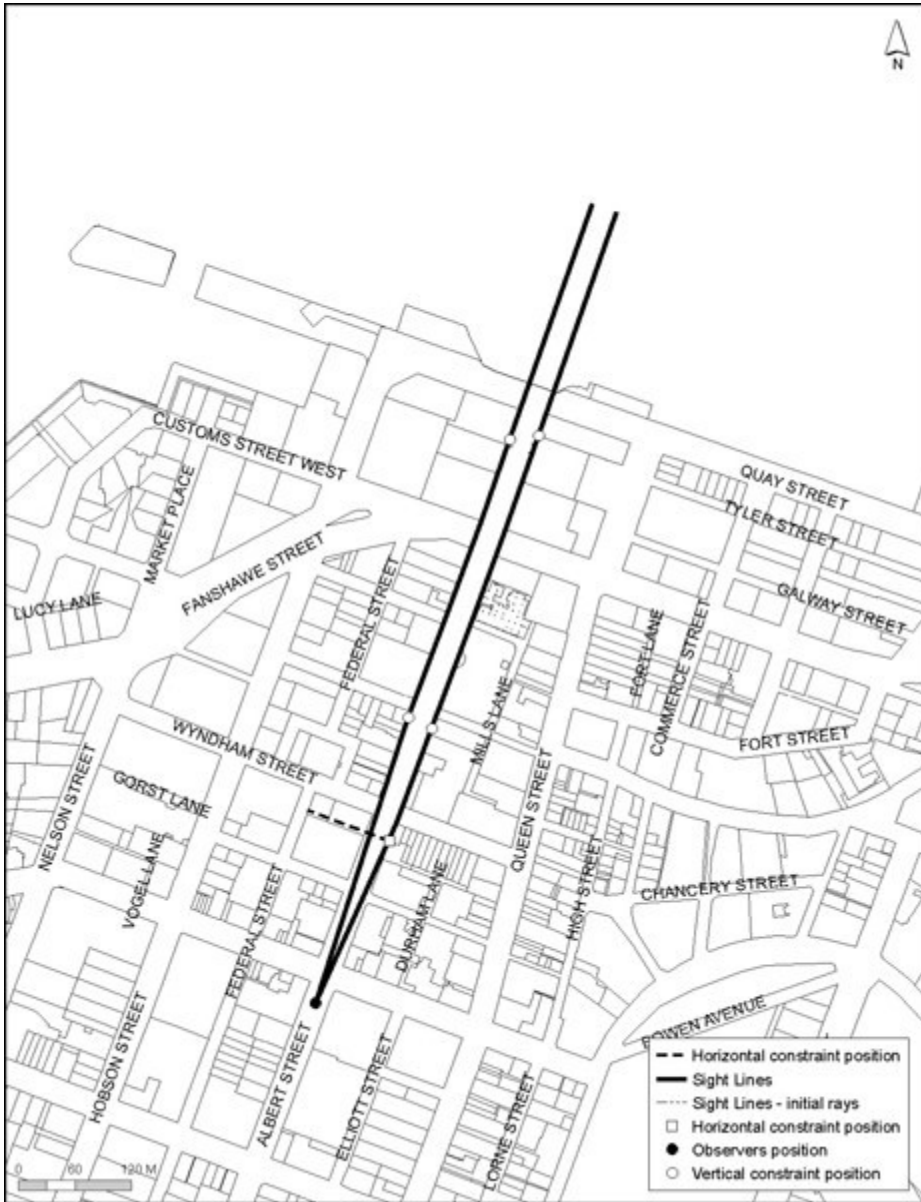 N
CUSTOMS STREET WEST
QUAY STREET
TYLER STREET
MARKET PLACE
FANSHAWE STREET
GALWAY STREET
LUCY LANE
FEDERAL STREET
FORT LANE
COMMERCE STREET
MILLS LANE
FORT STREET
WYNDHAM STREET
GORST LANE
NELSON STREET
QUEEN STREET
VOGEL LANE
HIGH STREET
CHANCERY STREET
DURHAM LANE
FEDERAL STREET
BOWEN AVENUE
HOBSON STREET
ALBERT STREET
ELLIOTT STREET
LORNE STREET
0 60 120 M
Horizontal constraint position
Sight Lines
Sight Lines - initial rays
Horizontal constraint position
Observers position
Vertical constraint position